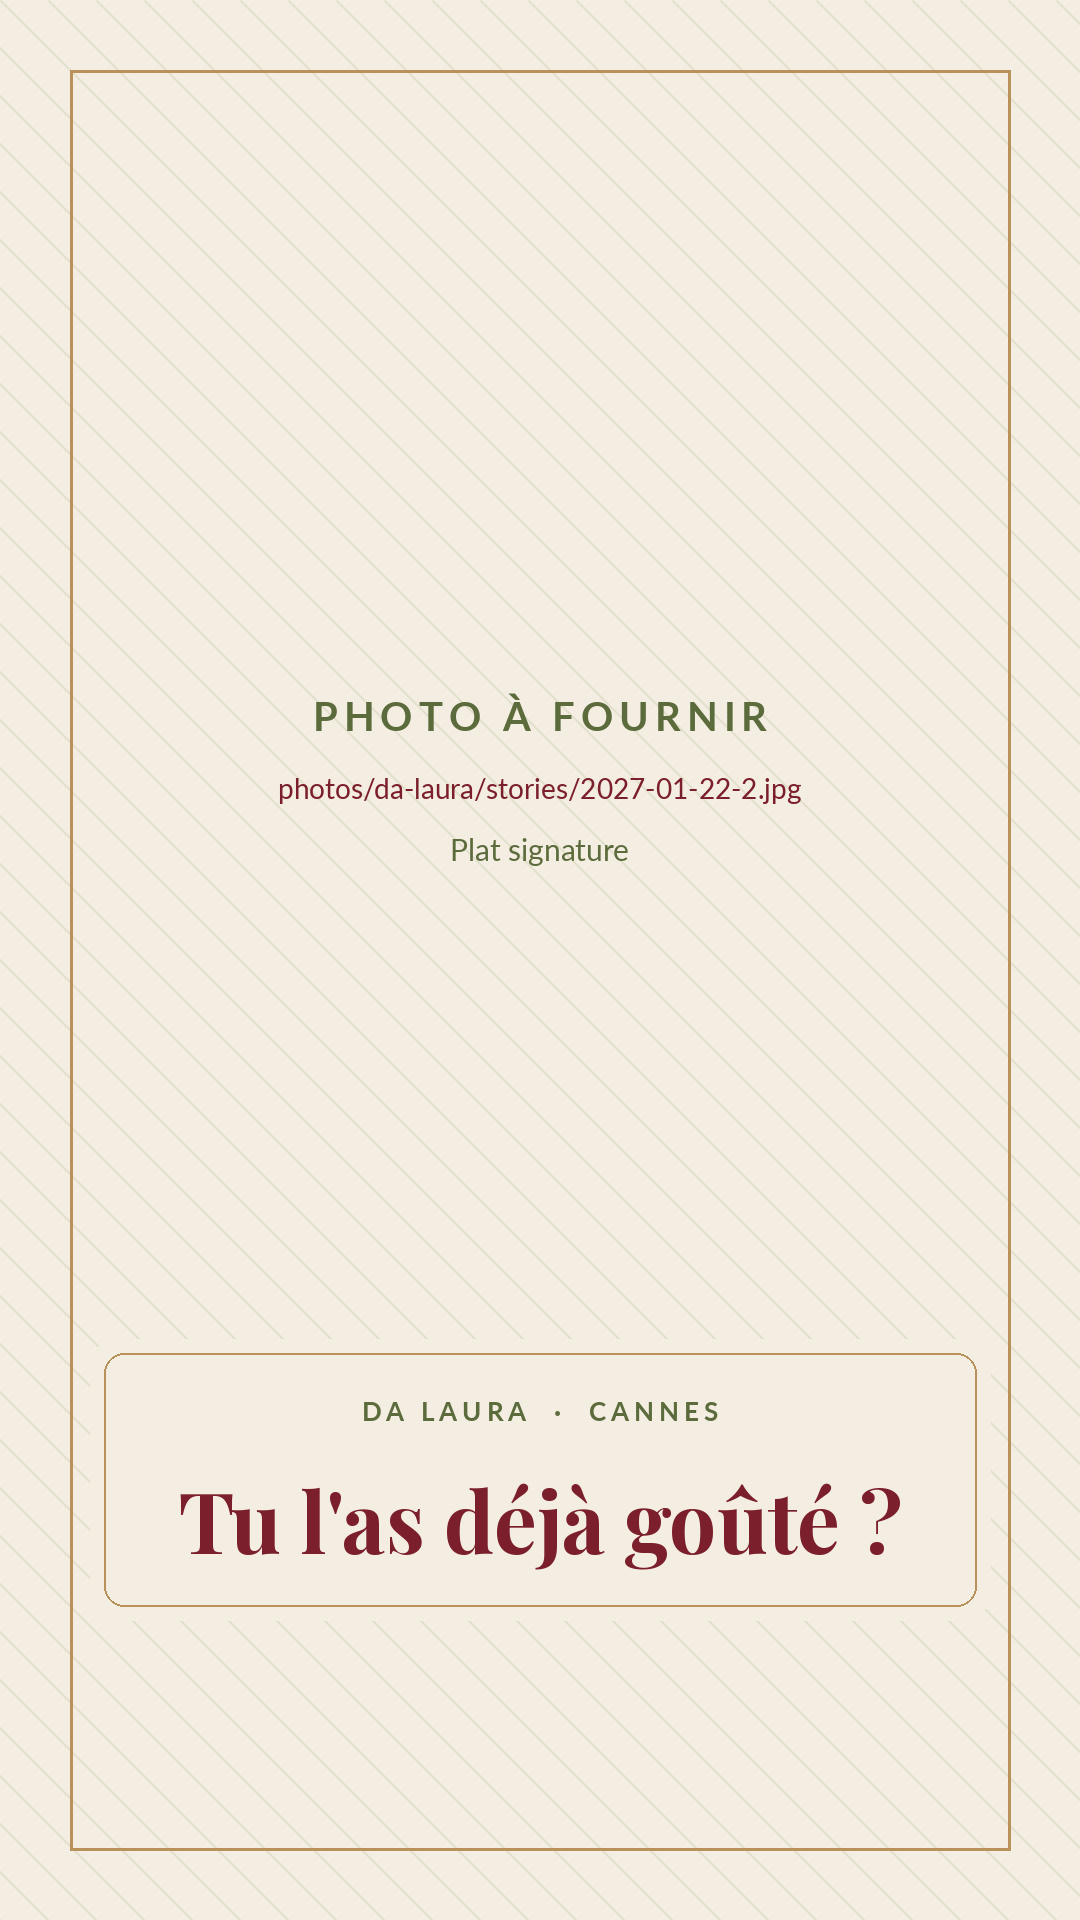 PHOTO À FOURNIR
photos/da-laura/stories/2027-01-22-2.jpg
Plat signature
DA LAURA · CANNES
Tu l'as déjà goûté ?